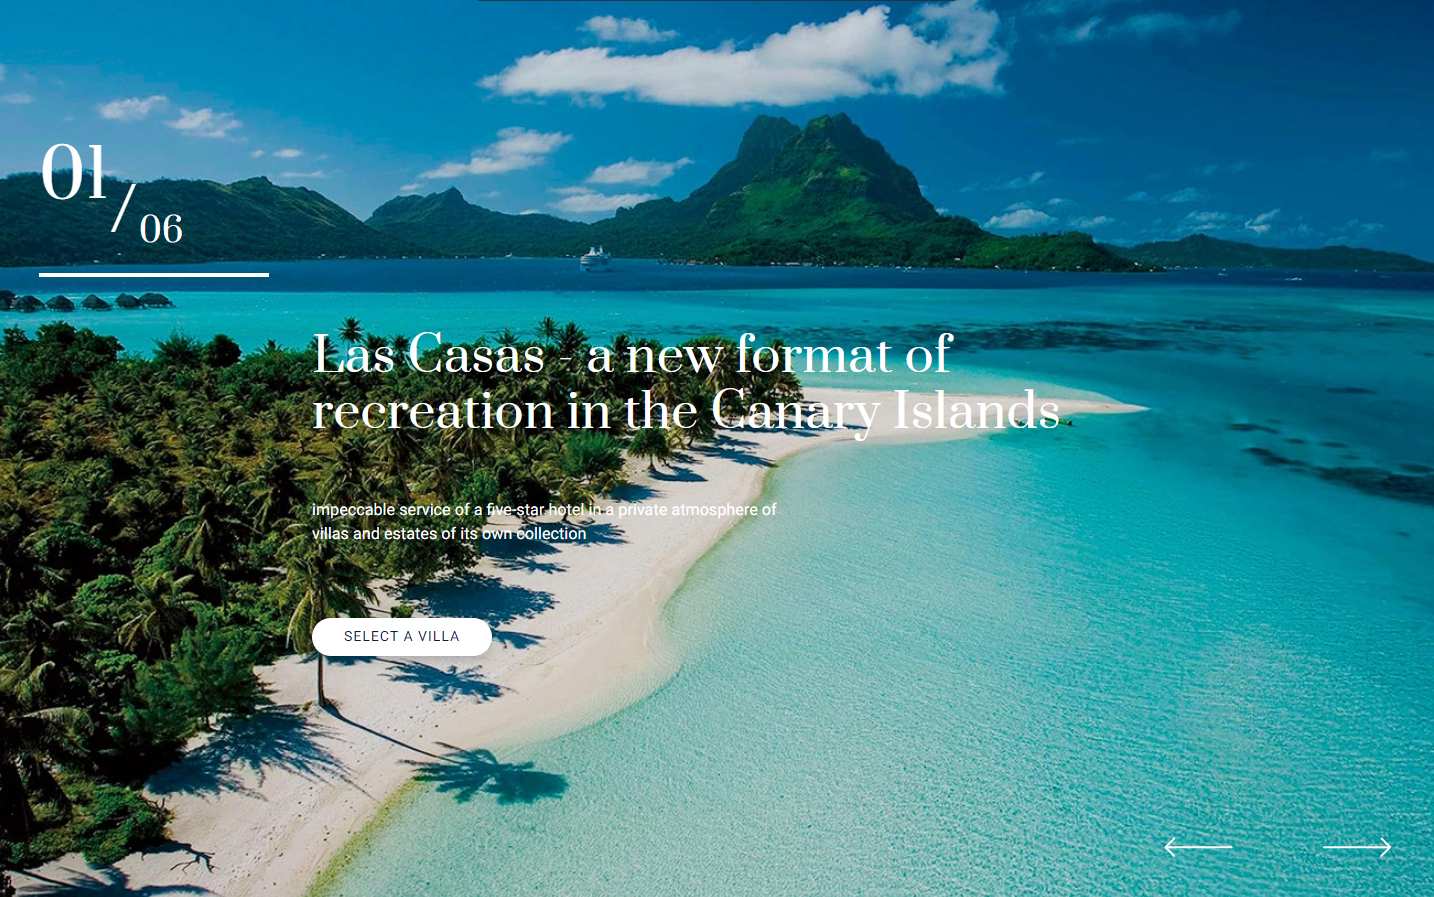 01/06
Las Casas - a new format of
recreation in the Canary Islands
impeccable service of a five-star hotel in a private atmosphere of
villas and estates of its own collection
SELECT A VILLA